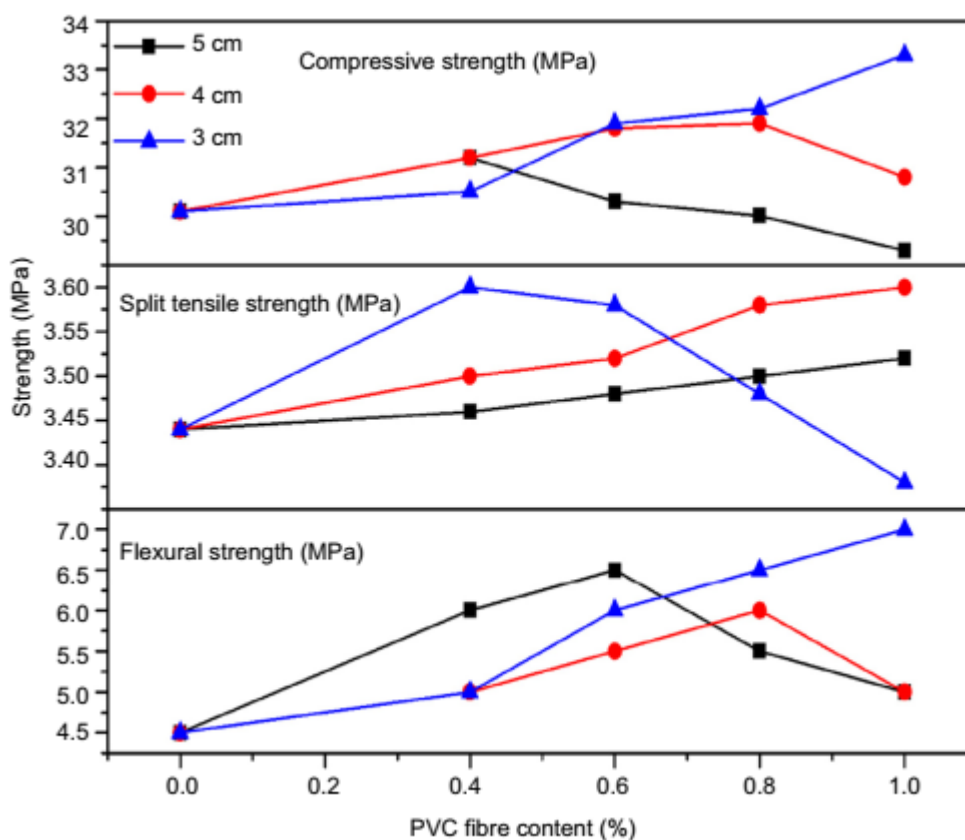 5 cm
4 cm
3 cm
Compressive strength (MPa)
34
33
32
31
30
Split tensile strength (MPa)
3.60
3.55
3.50
3.45
3.40
Strength (MPa)
Flexural strength (MPa)
7.0
6.5
6.0
5.5
5.0
4.5
0.0 0.2 0.4 0.6 0.8 1.0
PVC fibre content (%)